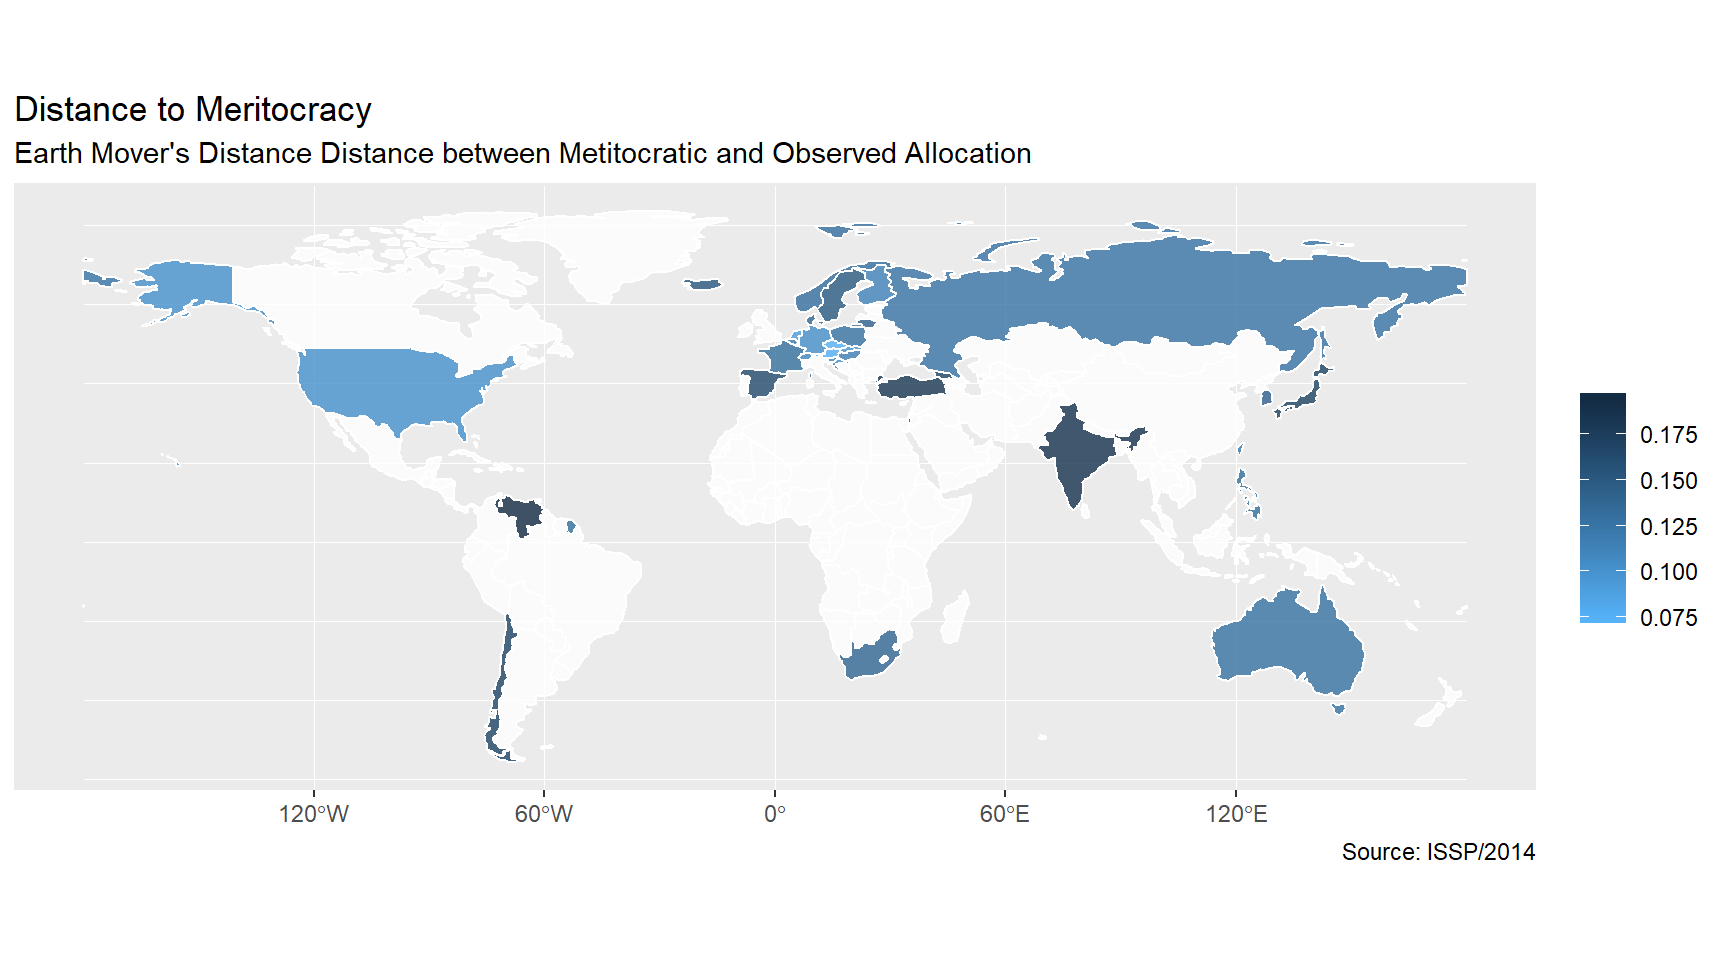 Distance to Meritocracy
Earth Mover's Distance Distance between Metitocratic and Observed Allocation
0.175
0.150
0.125
0.100
0.075
120°W 60°W 0° 60°E 120°E
Source: ISSP/2014